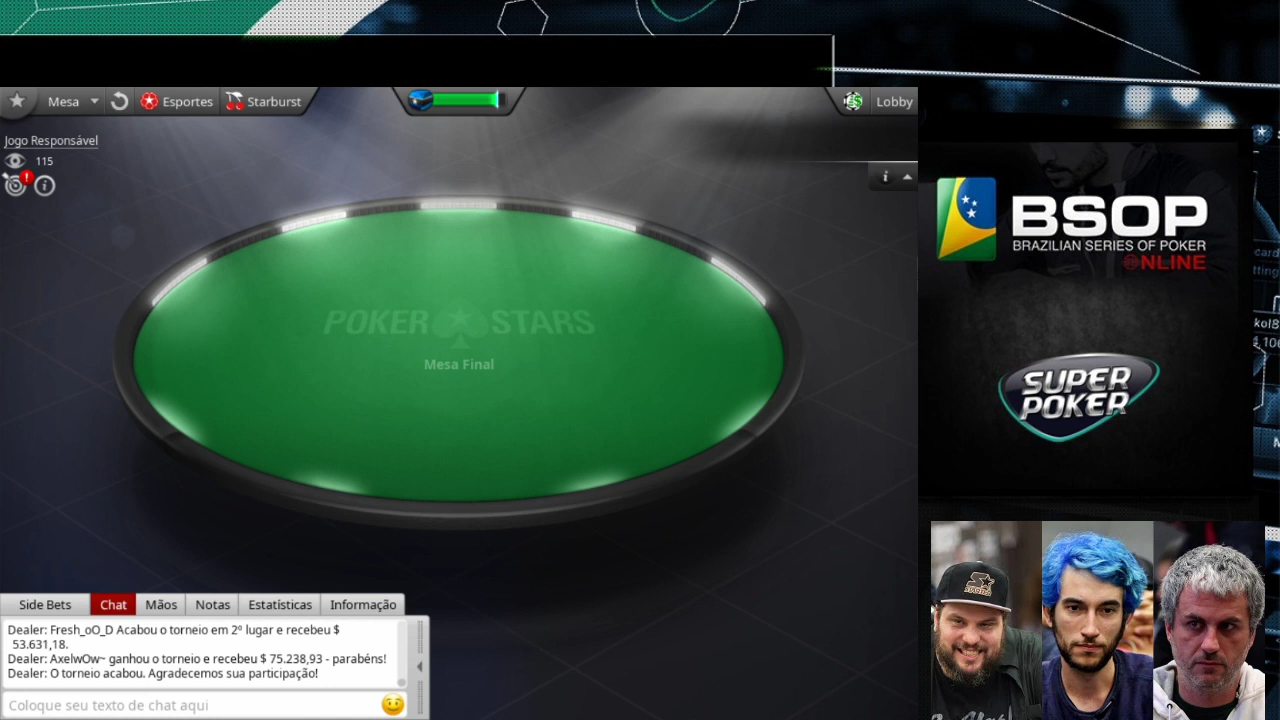 Mesa
Esportes
Starburst
Lobby
Jogo Responsável
115
i
i
POKER STARS
Mesa Final
BSOP
BRAZILIAN SERIES OF POKER
ONLINE
SUPER
POKER
Side Bets
Chat
Mãos
Notas
Estatísticas
Informação
Dealer: Fresh_oO_D Acabou o torneio em 2º lugar e recebeu $
53.631,18.
Dealer: AxelwOw~ ganhou o torneio e recebeu $ 75.238,93 - parabéns!
Dealer: O torneio acabou. Agradecemos sua participação!
Coloque seu texto de chat aqui